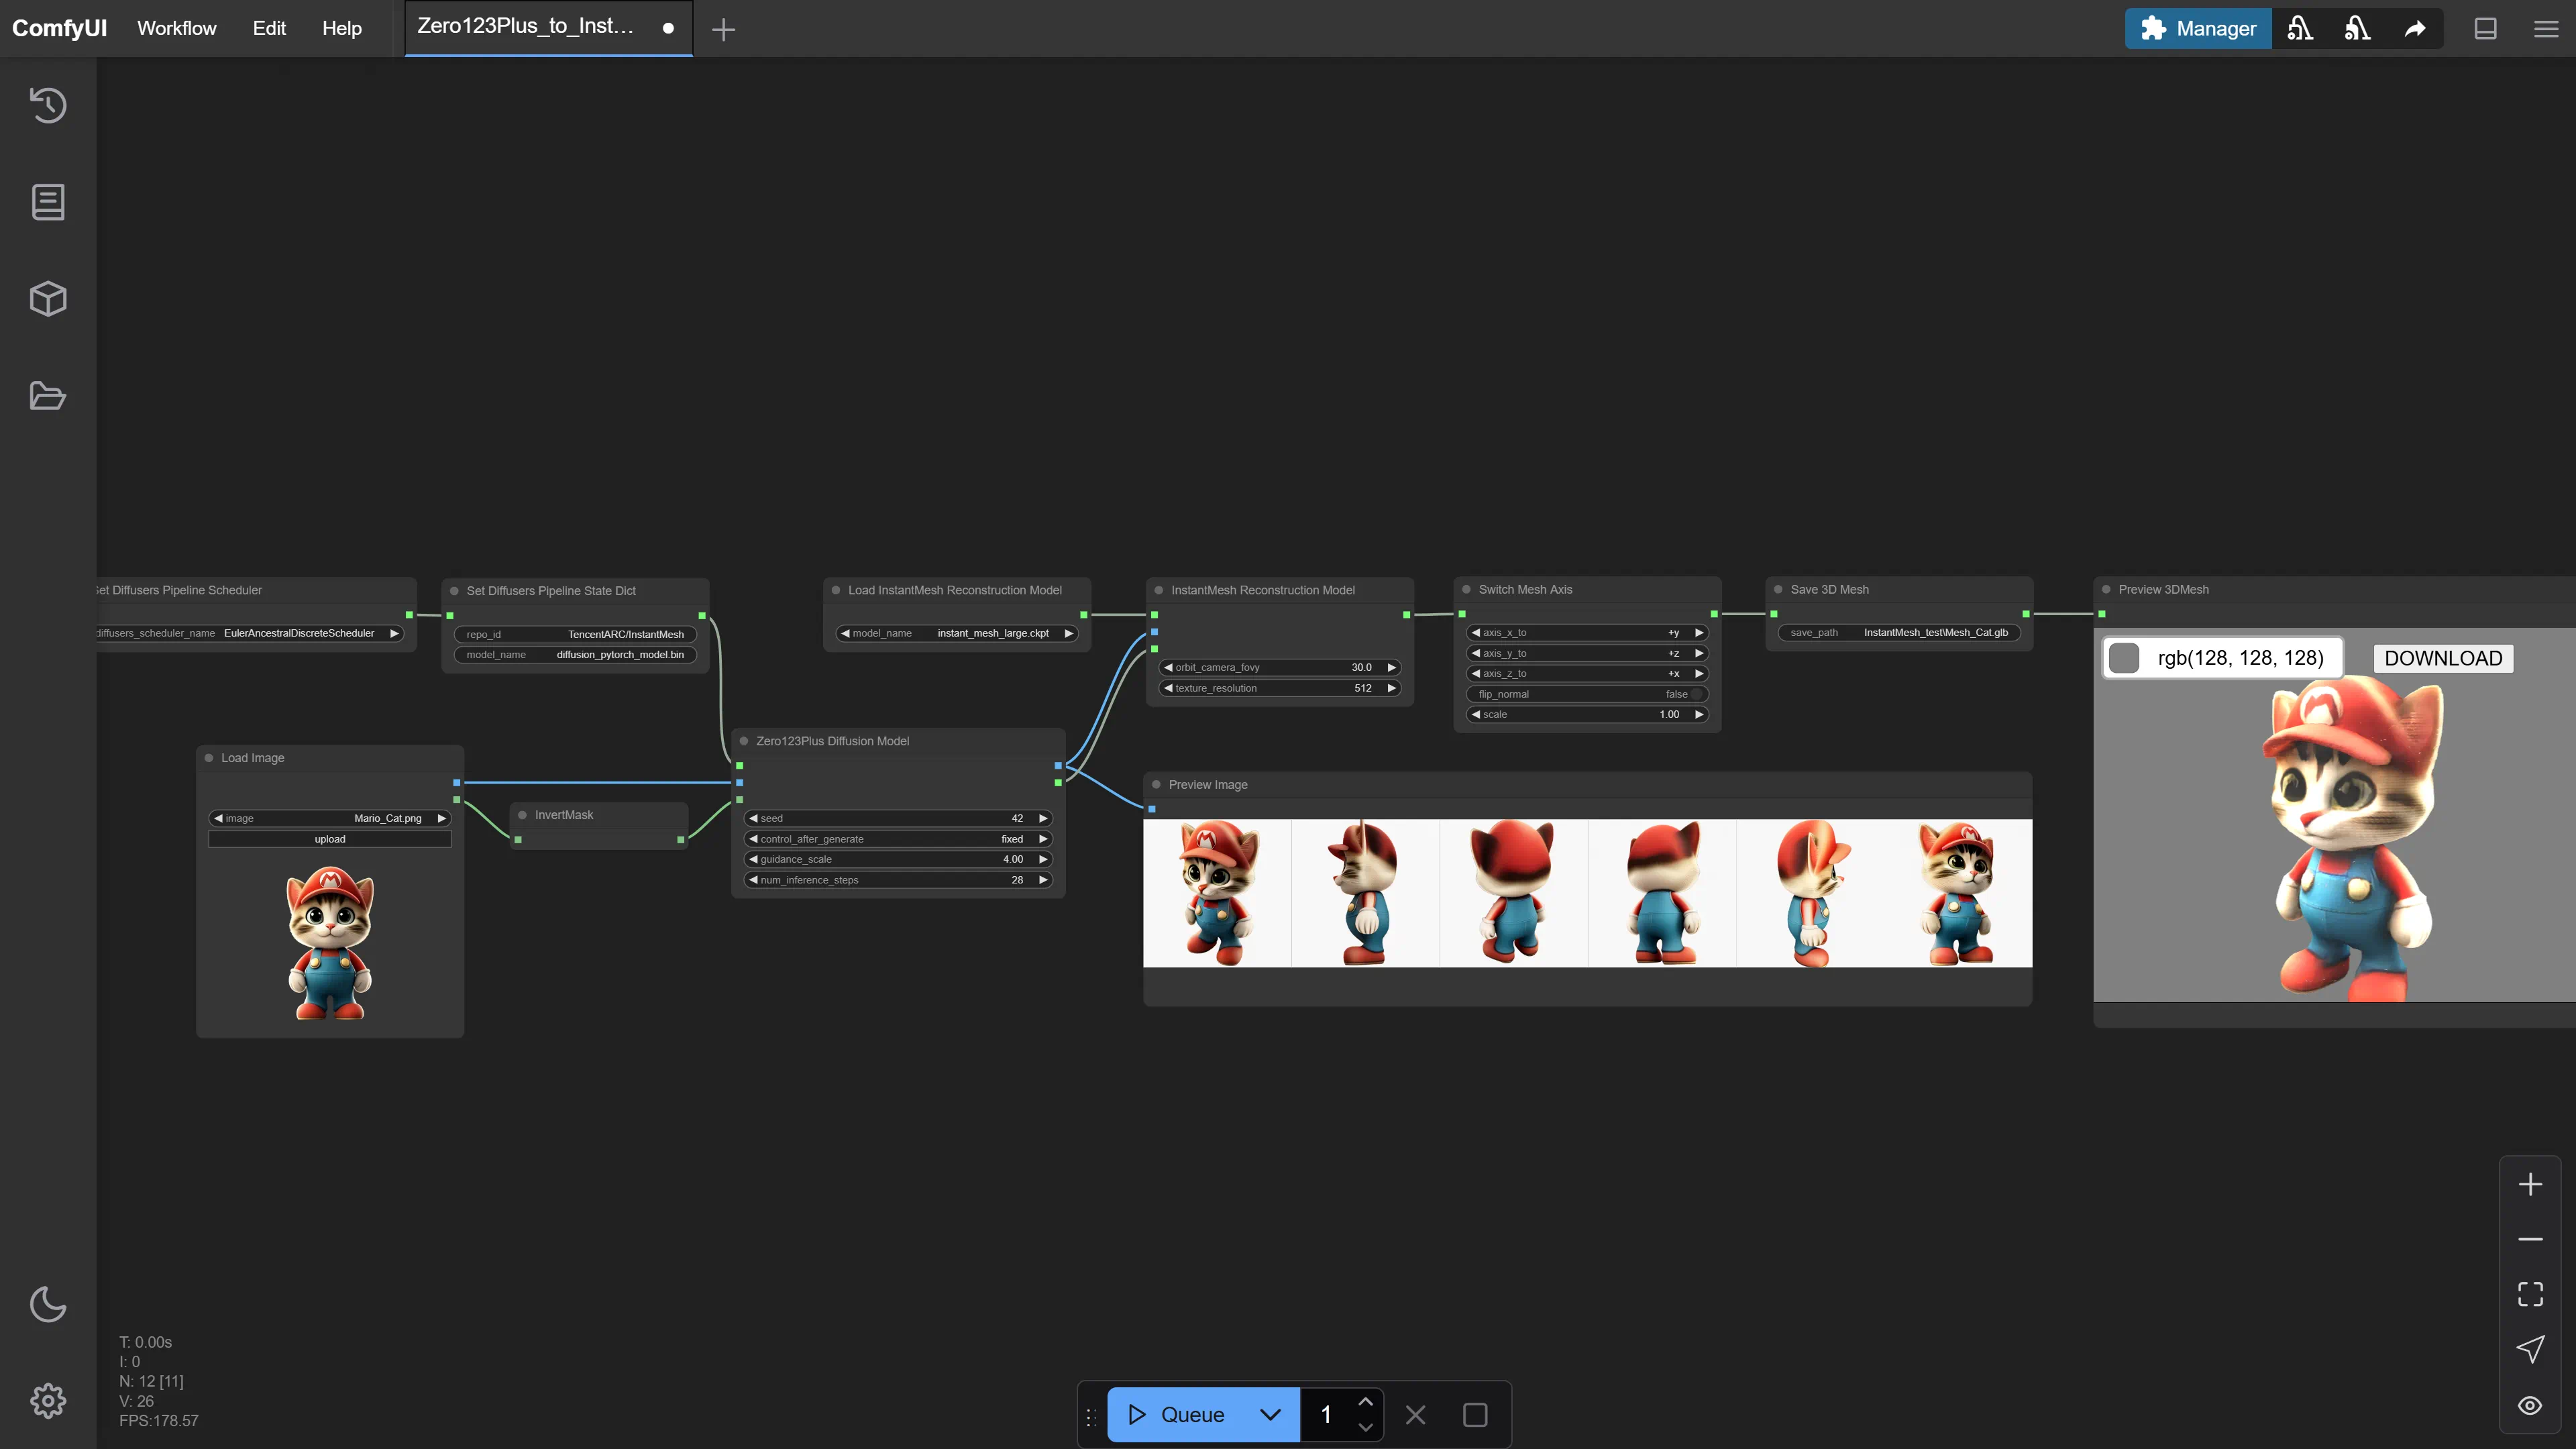 ComfyUI Workflow Edit Help Zero123Plus_to_Inst... Manager
Set Diffusers Pipeline Scheduler
diffusers_scheduler_name EulerAncestralDiscreteScheduler
Set Diffusers Pipeline State Dict
repo_id TencentARC/InstantMesh
model_name diffusion_pytorch_model.bin
Load InstantMesh Reconstruction Model
model_name instant_mesh_large.ckpt
InstantMesh Reconstruction Model
orbit_camera_fovy 30.0
texture_resolution 512
Switch Mesh Axis
axis_x_to +y
axis_y_to +z
axis_z_to +x
flip_normal false
scale 1.00
Save 3D Mesh
save_path InstantMesh_test\Mesh_Cat.glb
Preview 3DMesh
rgb(128, 128, 128) DOWNLOAD
M
Load Image
image Mario_Cat.png
upload
M
InvertMask
Zero123Plus Diffusion Model
seed 42
control_after_generate fixed
guidance_scale 4.00
num_inference_steps 28
Preview Image
T: 0.00s
I: 0
N: 12 [11]
V: 26
FPS:178.57
Queue 1